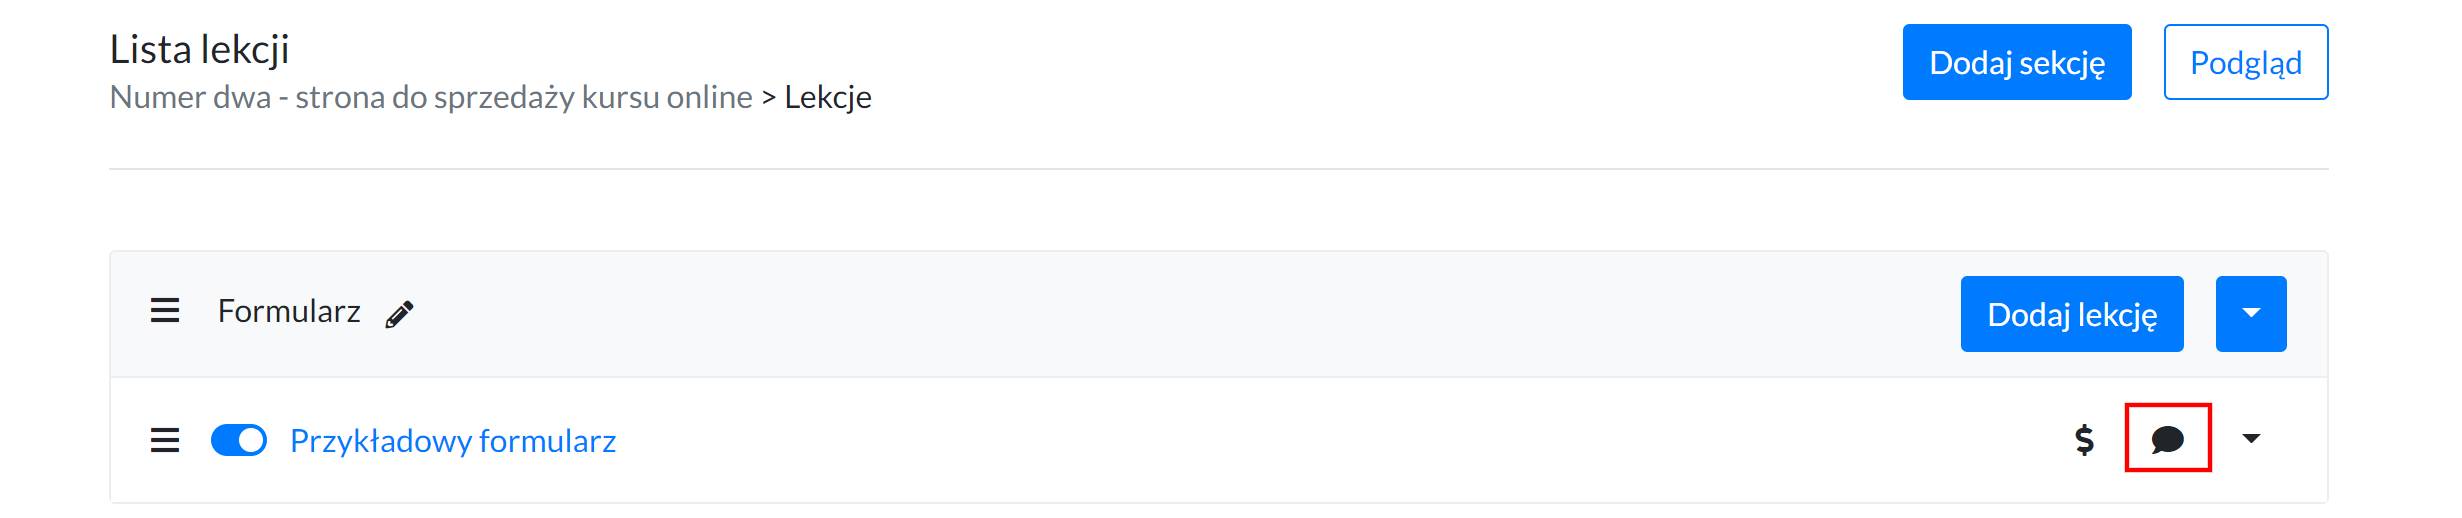 Lista lekcji
Numer dwa - strona do sprzedaży kursu online > Lekcje
Dodaj sekcję
Podgląd
Formularz
Dodaj lekcję
Przykładowy formularz
$